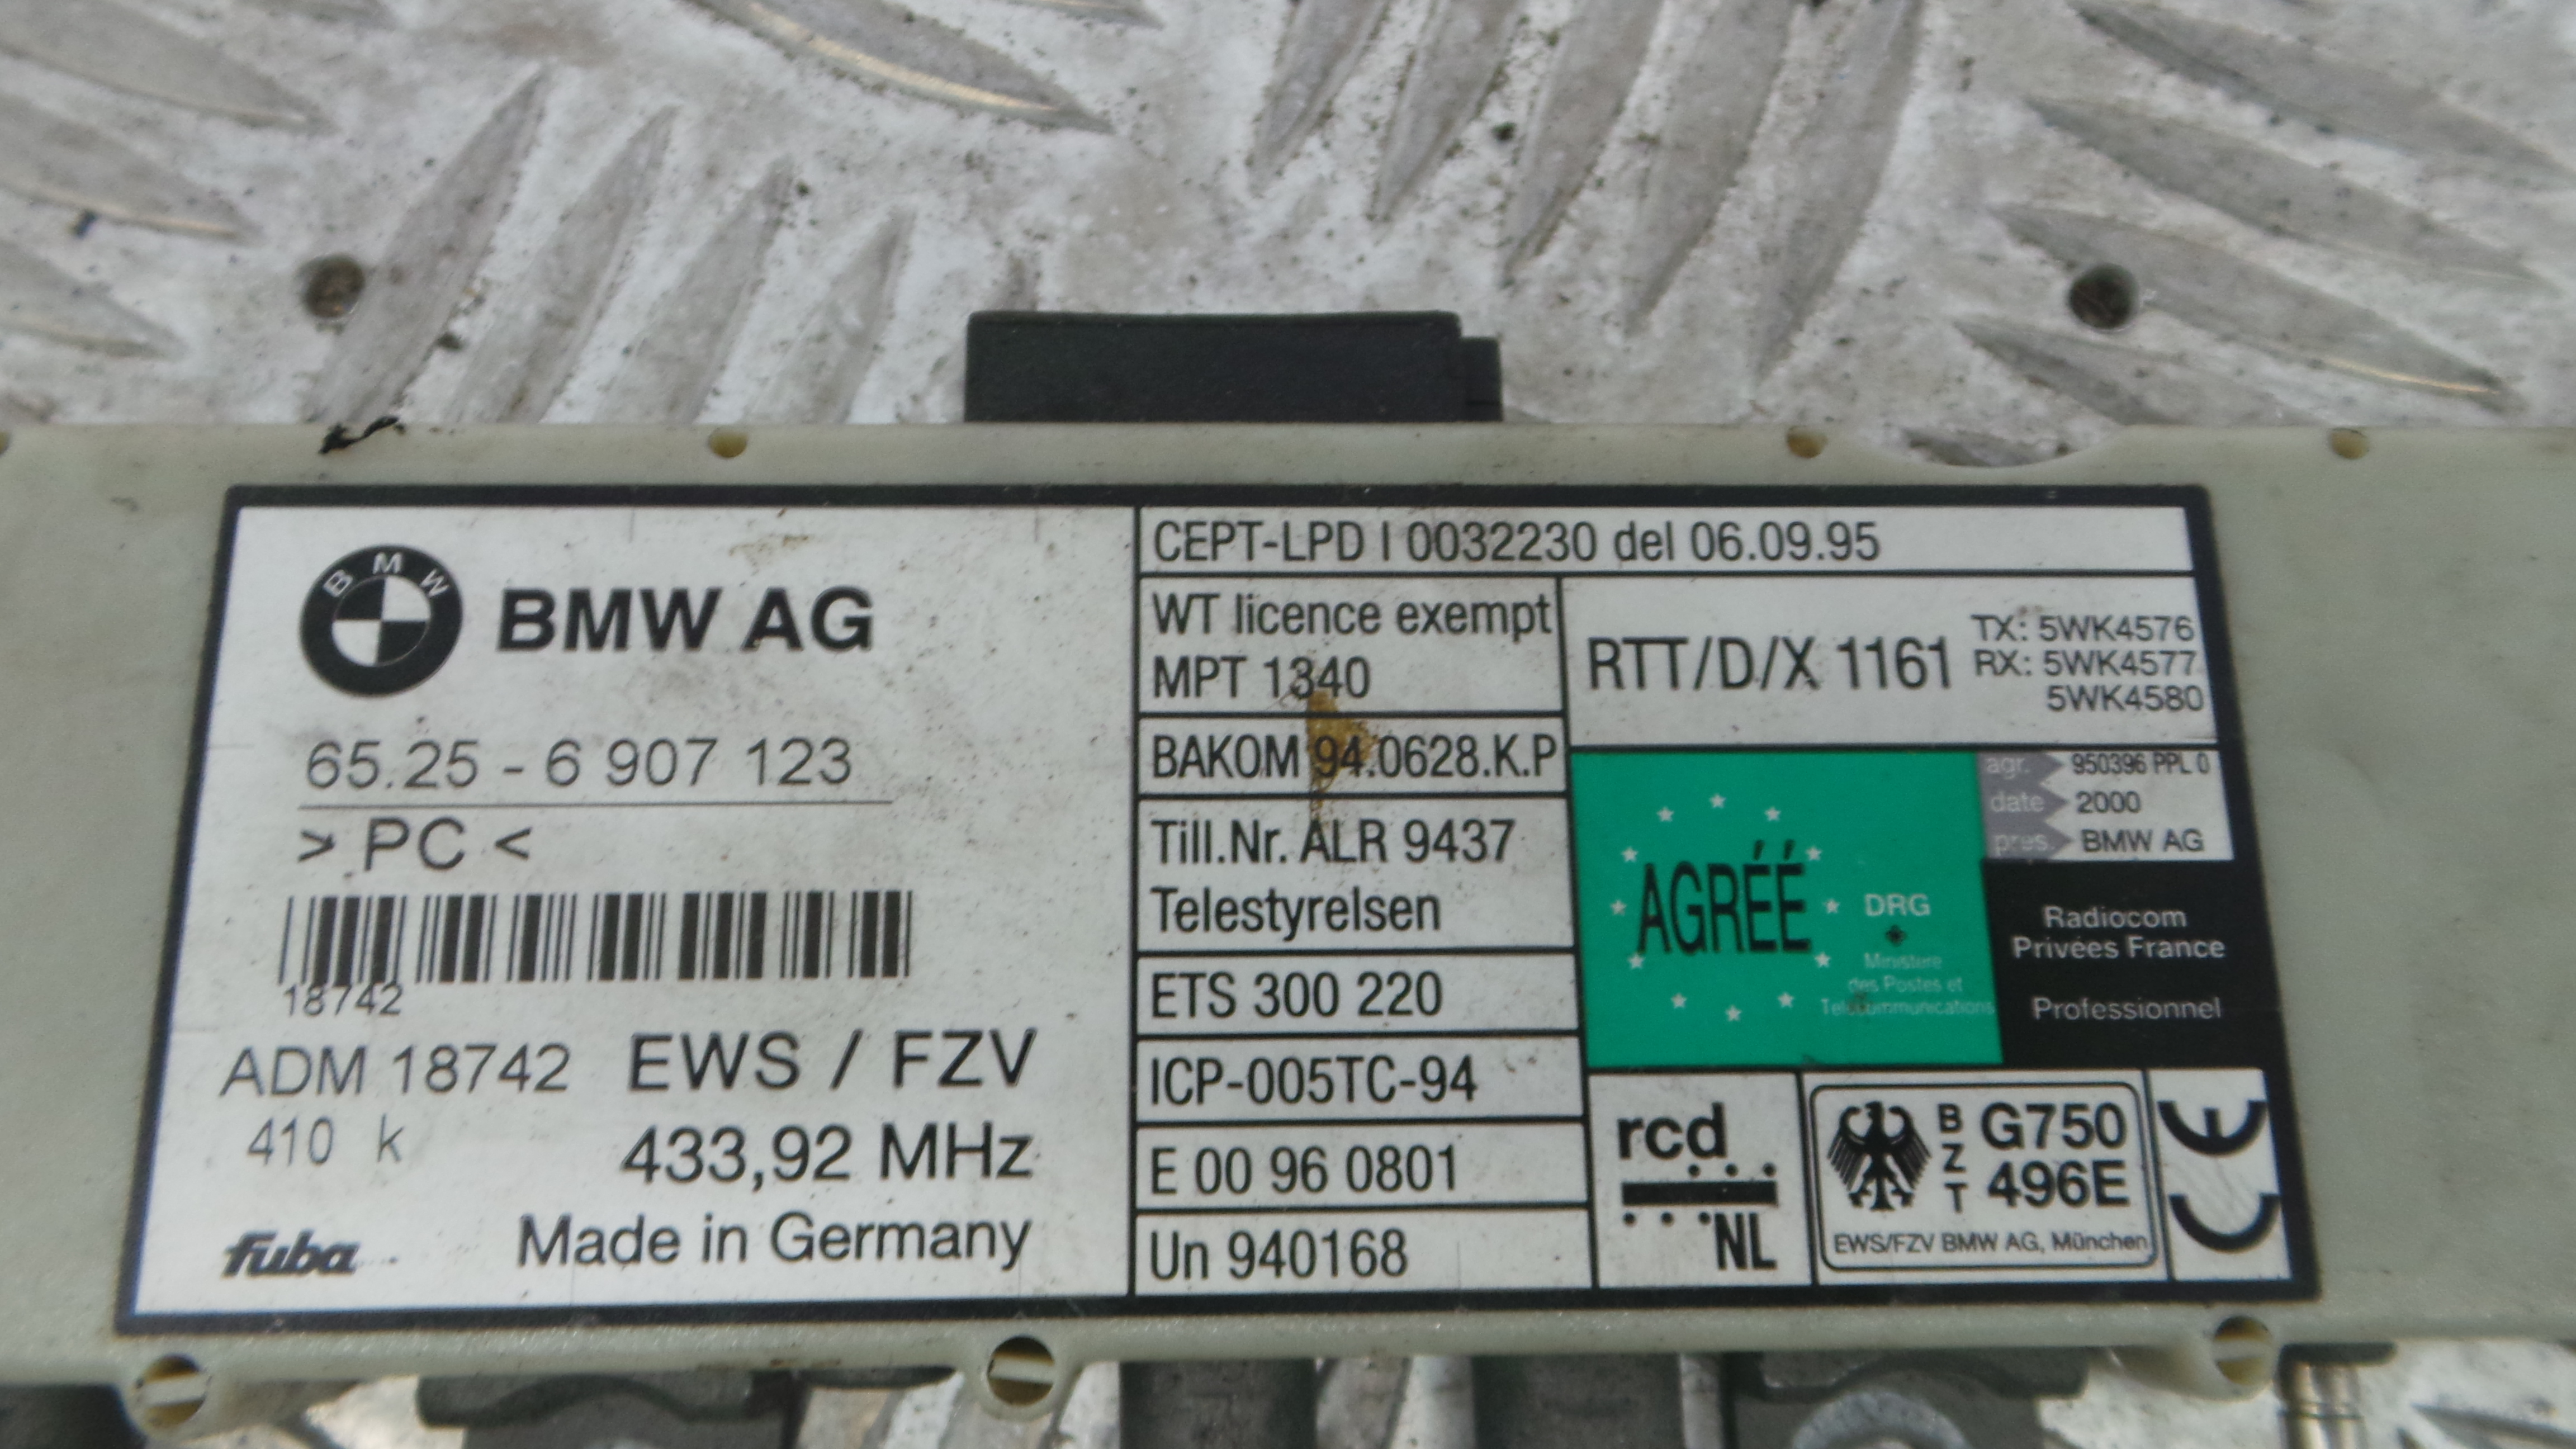 BMW
BMW AG
65.25 - 6 907 123
> PC <
18742
ADM 18742 EWS / FZV
410 k 433,92 MHz
fuba Made in Germany
CEPT-LPD I 0032230 del 06.09.95
WT licence exempt
MPT 1340
BAKOM 94.0628.K.P
Till.Nr. ALR 9437
Telestyrelsen
ETS 300 220
ICP-005TC-94
E 00 96 0801
Un 940168
RTT/D/X 1161
TX: 5WK4576
RX: 5WK4577
5WK4580
AGRÉÉ
DRG
Ministere
des Postes et
Telecommunications
agr. 950396 PPL 0
date 2000
pres. BMW AG
Radiocom
Privées France
Professionnel
rcd
NL
BZT
G750
496E
EWS/FZV BMW AG, München
CE